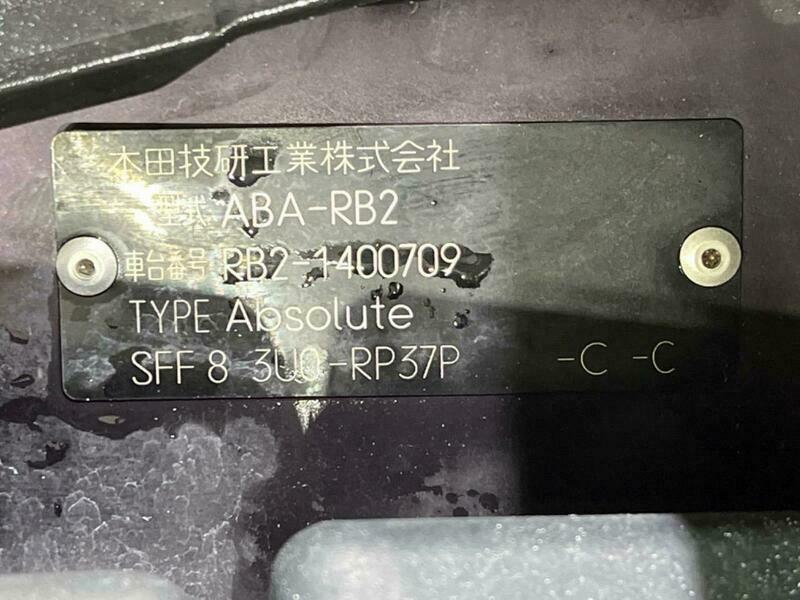 本田技研工業株式会社
型式 ABA-RB2
車台番号 RB2-1400709
TYPE Absolute
SFF 8 3U0-RP37P -C -C